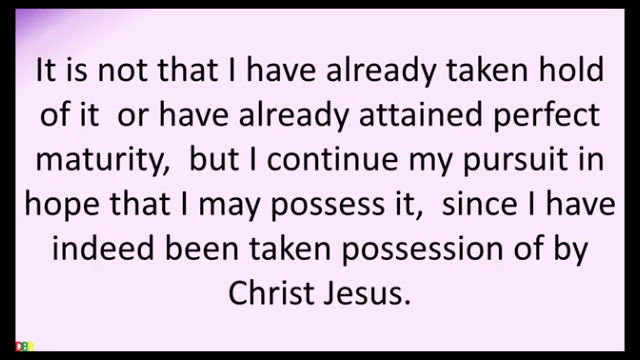 It is not that I have already taken hold
of it or have already attained perfect
maturity, but I continue my pursuit in
hope that I may possess it, since I have
indeed been taken possession of by
Christ Jesus.